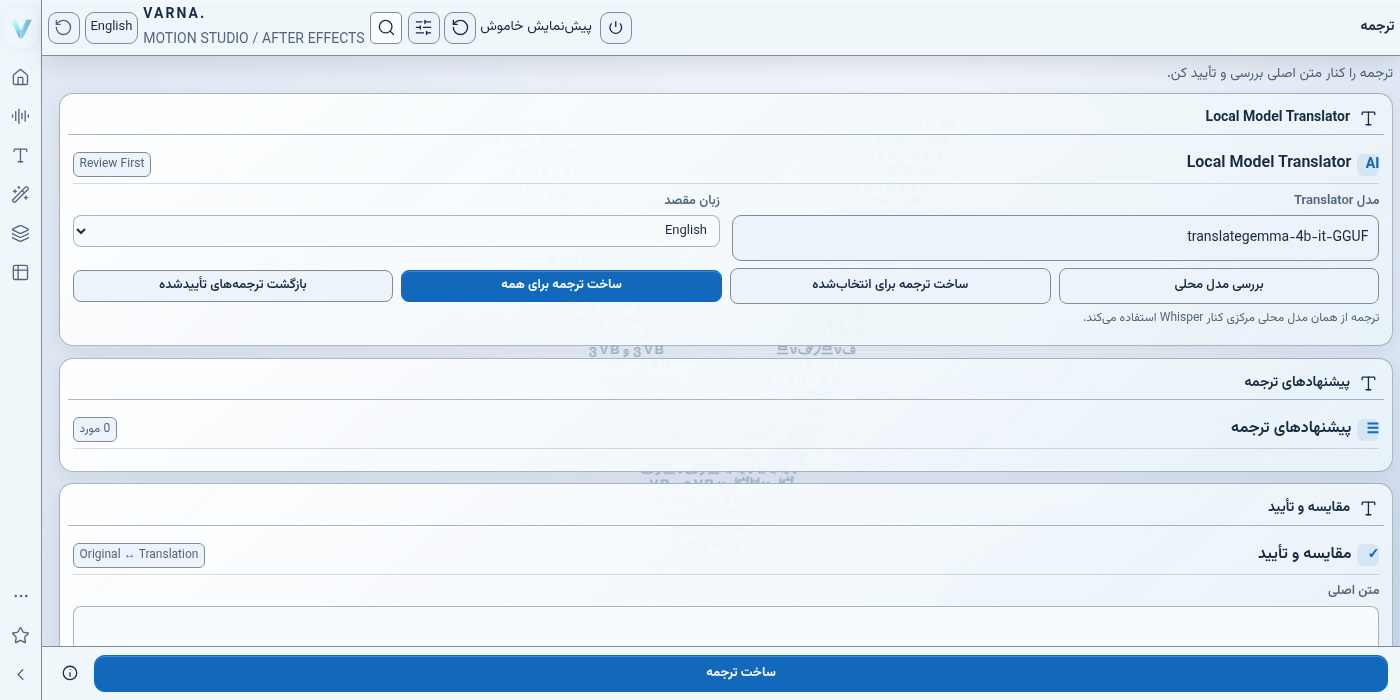 ترجمه
پیش‌نمایش خاموش
VARNA.
MOTION STUDIO / AFTER EFFECTS
English
ترجمه را کنار متن اصلی بررسی و تأیید کن.
Local Model Translator
AI Local Model Translator
Review First
مدل Translator
زبان مقصد
translategemma-4b-it-GGUF
English
بررسی مدل محلی
ساخت ترجمه برای انتخاب‌شده
ساخت ترجمه برای همه
بازگشت ترجمه‌های تأییدشده
ترجمه از همان مدل محلی مرکزی کنار Whisper استفاده می‌کند.
3 VB و 3 VB
پیشنهادهای ترجمه
پیشنهادهای ترجمه
0 مورد
مقایسه و تأیید
✓ مقایسه و تأیید
Original ↔ Translation
متن اصلی
ساخت ترجمه